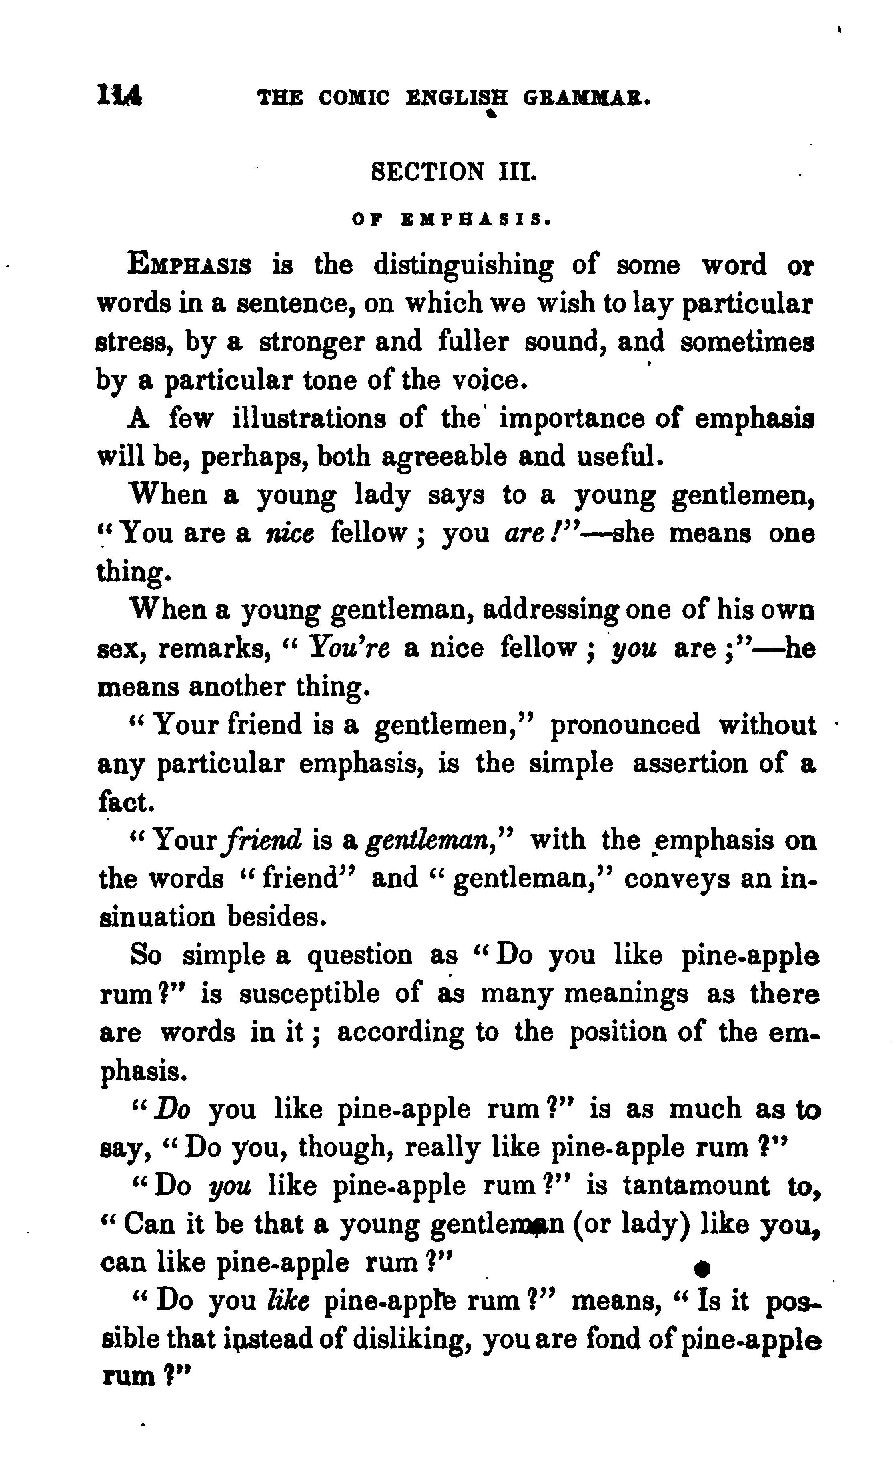 114 THE COMIC ENGLISH GRAMMAR.
SECTION III.
OF EMPHASIS.
EMPHASIS is the distinguishing of some word or
words in a sentence, on which we wish to lay particular
stress, by a stronger and fuller sound, and sometimes
by a particular tone of the voice.
A few illustrations of the importance of emphasis
will be, perhaps, both agreeable and useful.
When a young lady says to a young gentlemen,
“You are a nice fellow; you are!”—she means one
thing.
When a young gentleman, addressing one of his own
sex, remarks, “You’re a nice fellow; you are;”—he
means another thing.
“Your friend is a gentlemen,” pronounced without
any particular emphasis, is the simple assertion of a
fact.
“Your friend is a gentleman,” with the emphasis on
the words “friend” and “gentleman,” conveys an in-
sinuation besides.
So simple a question as “Do you like pine-apple
rum?” is susceptible of as many meanings as there
are words in it; according to the position of the em-
phasis.
“Do you like pine-apple rum?” is as much as to
say, “Do you, though, really like pine-apple rum?”
“Do you like pine-apple rum?” is tantamount to,
“Can it be that a young gentleman (or lady) like you,
can like pine-apple rum?”
“Do you like pine-apple rum?” means, “Is it pos-
sible that instead of disliking, you are fond of pine-apple
rum?”